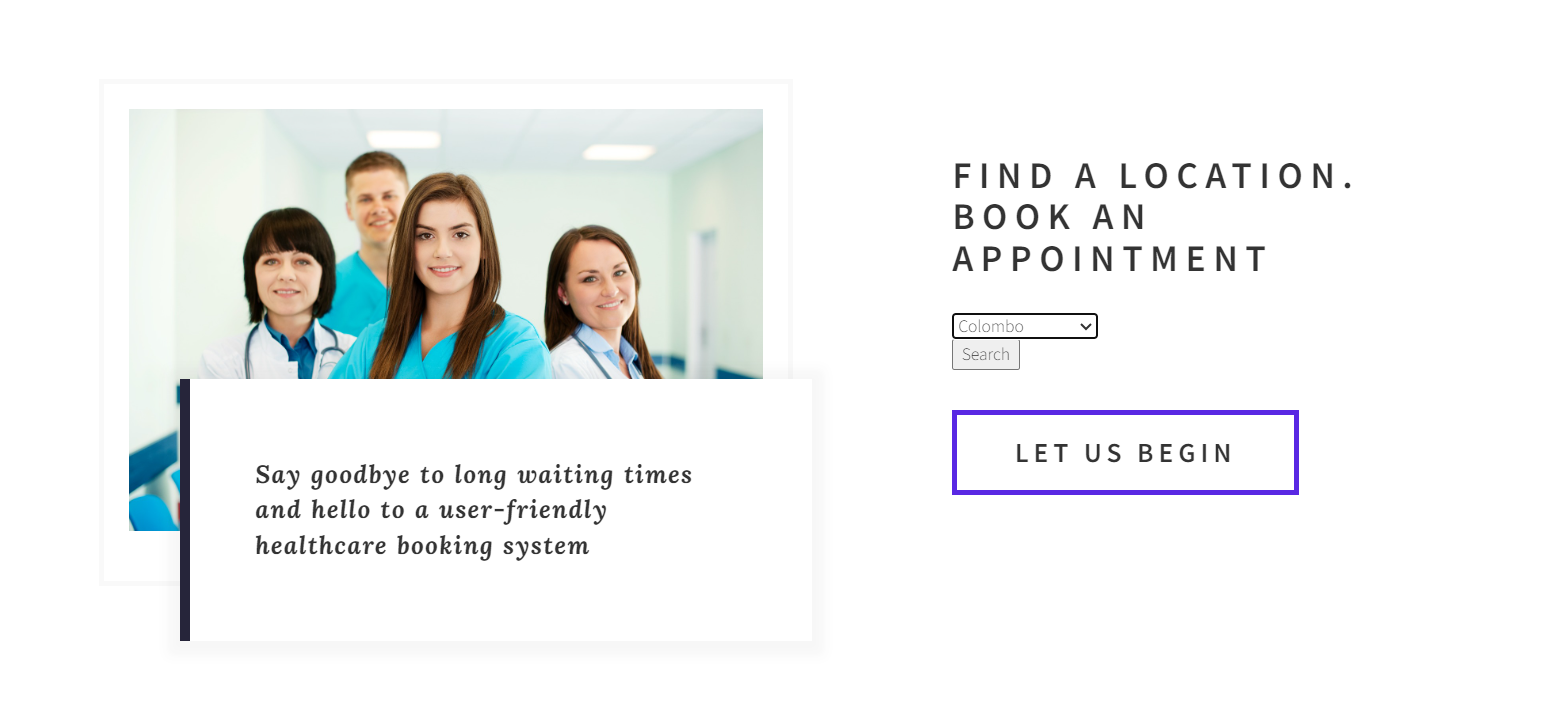 FIND A LOCATION.
BOOK AN
APPOINTMENT
Colombo
Search
LET US BEGIN
Say goodbye to long waiting times
and hello to a user-friendly
healthcare booking system